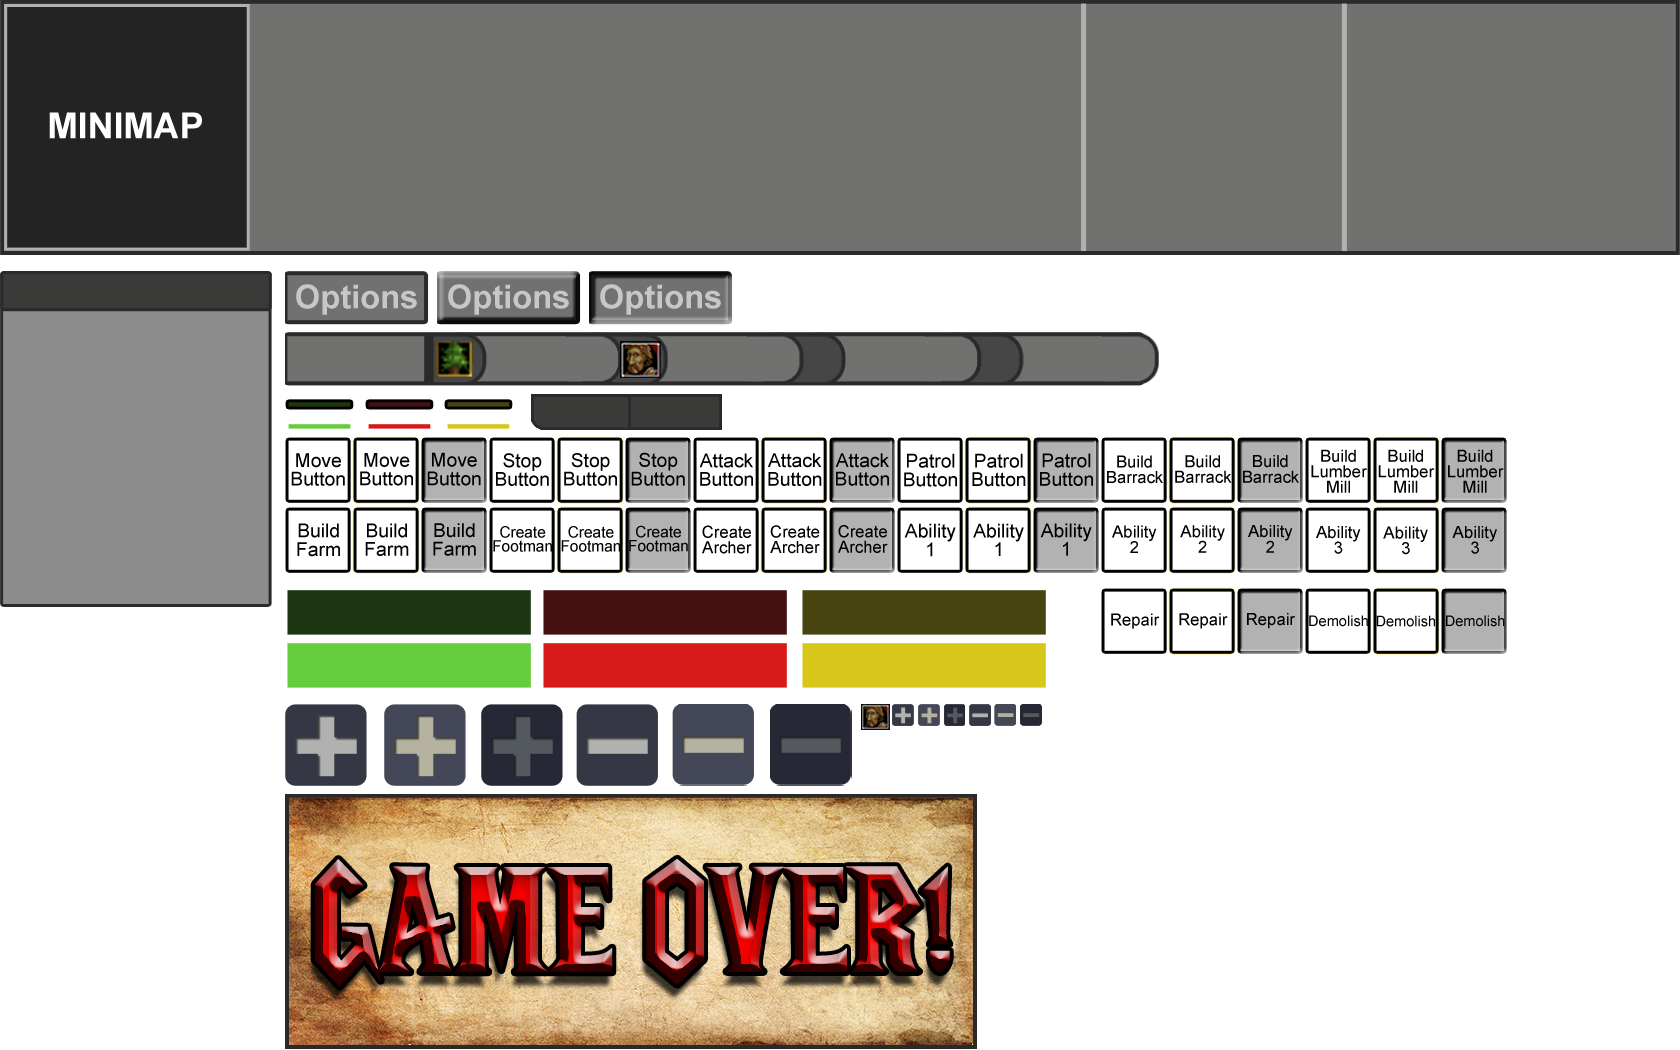 MINIMAP
Options Options Options
Move Button Move Button Move Button Stop Button Stop Button Stop Button Attack Button Attack Button Attack Button Patrol Button Patrol Button Patrol Button Build Barrack Build Barrack Build Barrack Build Lumber Mill Build Lumber Mill Build Lumber Mill
Build Farm Build Farm Build Farm Create Footman Create Footman Create Footman Create Archer Create Archer Create Archer Ability 1 Ability 1 Ability 1 Ability 2 Ability 2 Ability 2 Ability 3 Ability 3 Ability 3
Repair Repair Repair Demolish Demolish Demolish
GAME OVER!